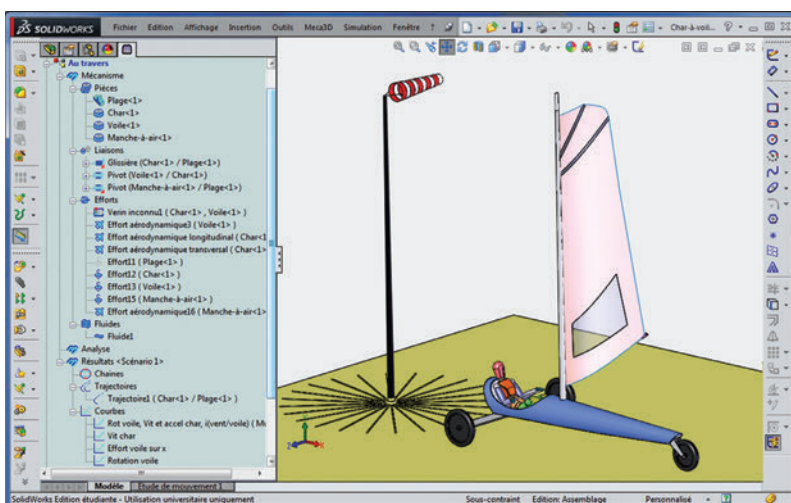 SOLIDWORKS Fichier Edition Affichage Insertion Outils Meca3D Simulation Fenêtre ? Char-à-voil...
Au travers
Mécanisme
Pièces
Plage<1>
Char<1>
Voile<1>
Manche-à-air<1>
Liaisons
Glissière (Char<1> / Plage<1>)
Pivot (Voile<1> / Char<1>)
Pivot (Manche-à-air<1> / Plage<1>)
Efforts
Verin inconnu1 ( Char<1> , Voile<1> )
Effort aérodynamique3 ( Voile<1> )
Effort aérodynamique longitudinal ( Char<1
Effort aérodynamique transversal ( Char<1>
Effort11 ( Plage<1> )
Effort12 ( Char<1> )
Effort13 ( Voile<1> )
Effort15 ( Manche-à-air<1> )
Effort aérodynamique16 ( Manche-à-air<1>
Fluides
Fluide1
Analyse
Résultats <Scénario 1>
Chaines
Trajectoires
Trajectoire1 ( Char<1> / Plage<1> )
Courbes
Rot voile, Vit et accel char, i(vent/voile) ( Mu
Vit char
Effort voile sur x
Rotation voile
Modèle Etude de mouvement 1
SolidWorks Edition étudiante - Utilisation universitaire uniquement Sous-contraint Edition: Assemblage Personnalisé